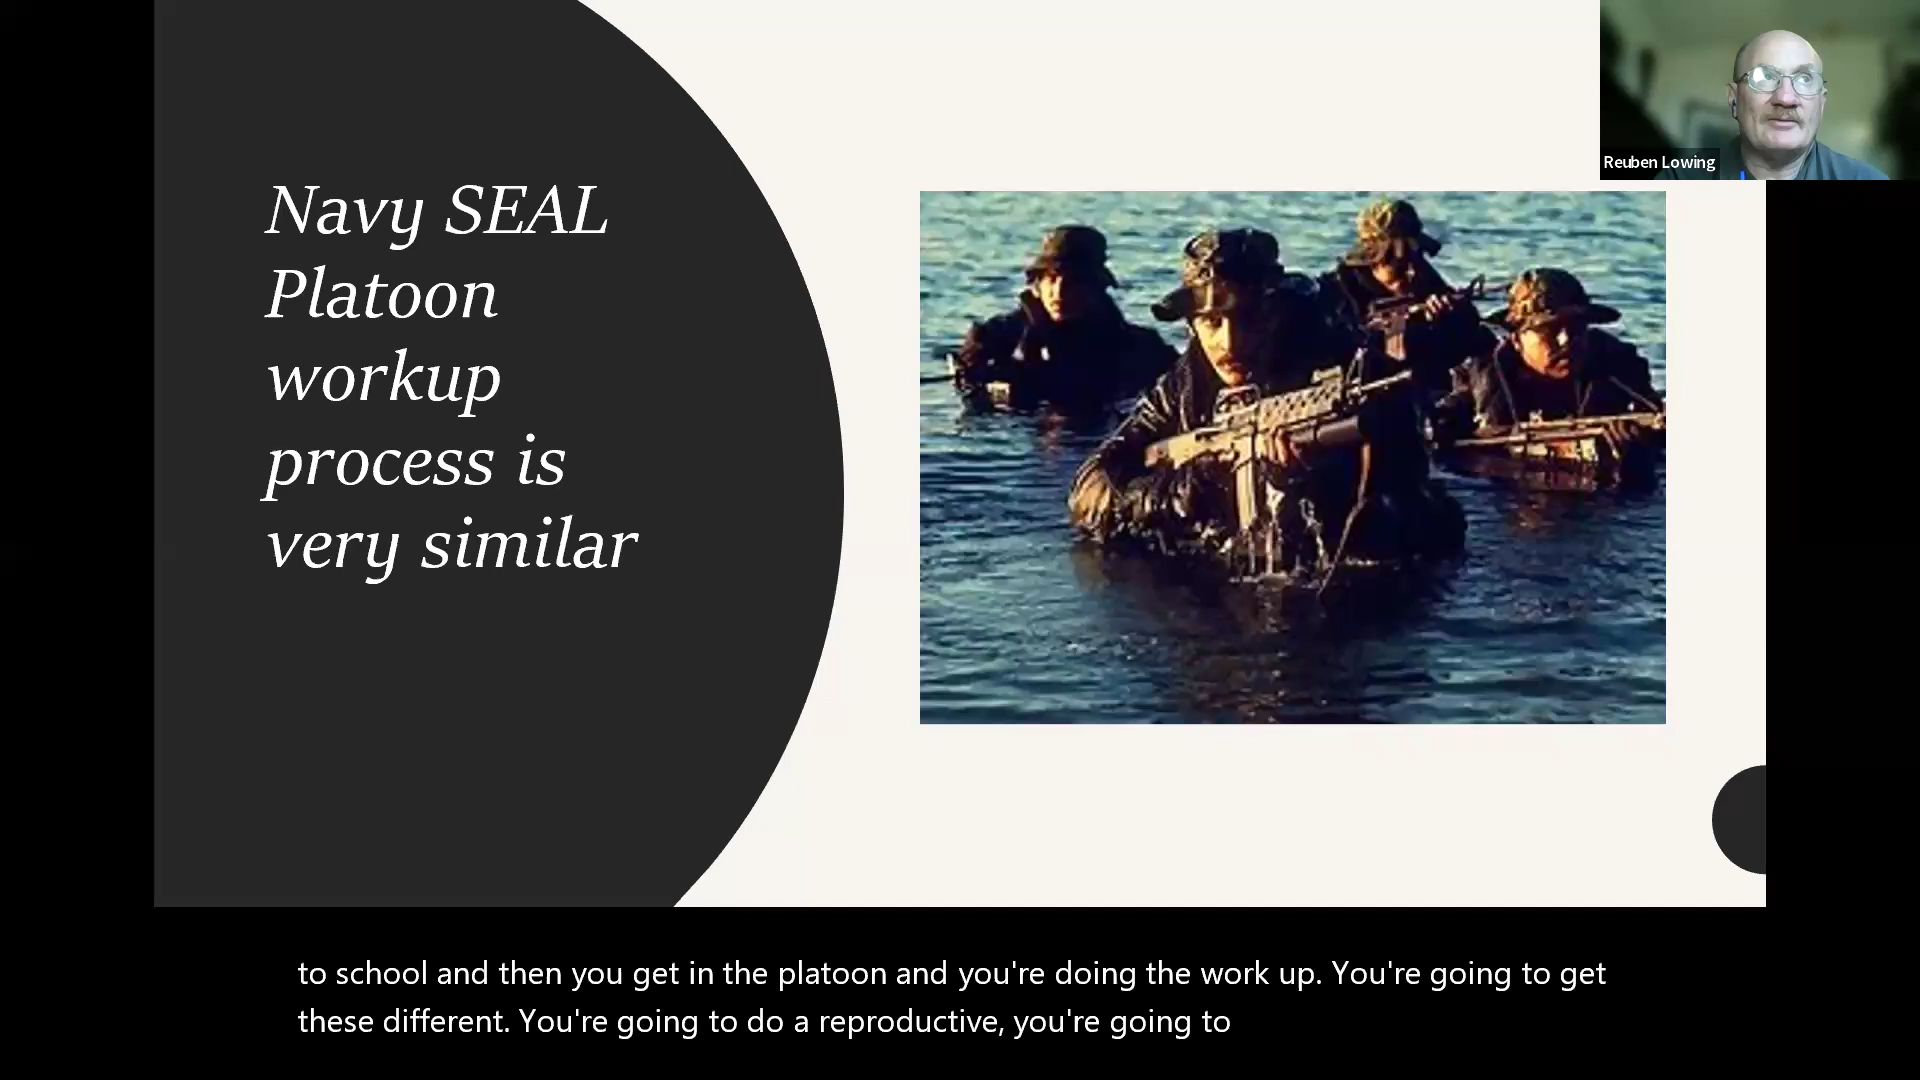 Navy SEAL
Platoon
workup
process is
very similar
Reuben Lowing
to school and then you get in the platoon and you're doing the work up. You're going to get
these different. You're going to do a reproductive, you're going to